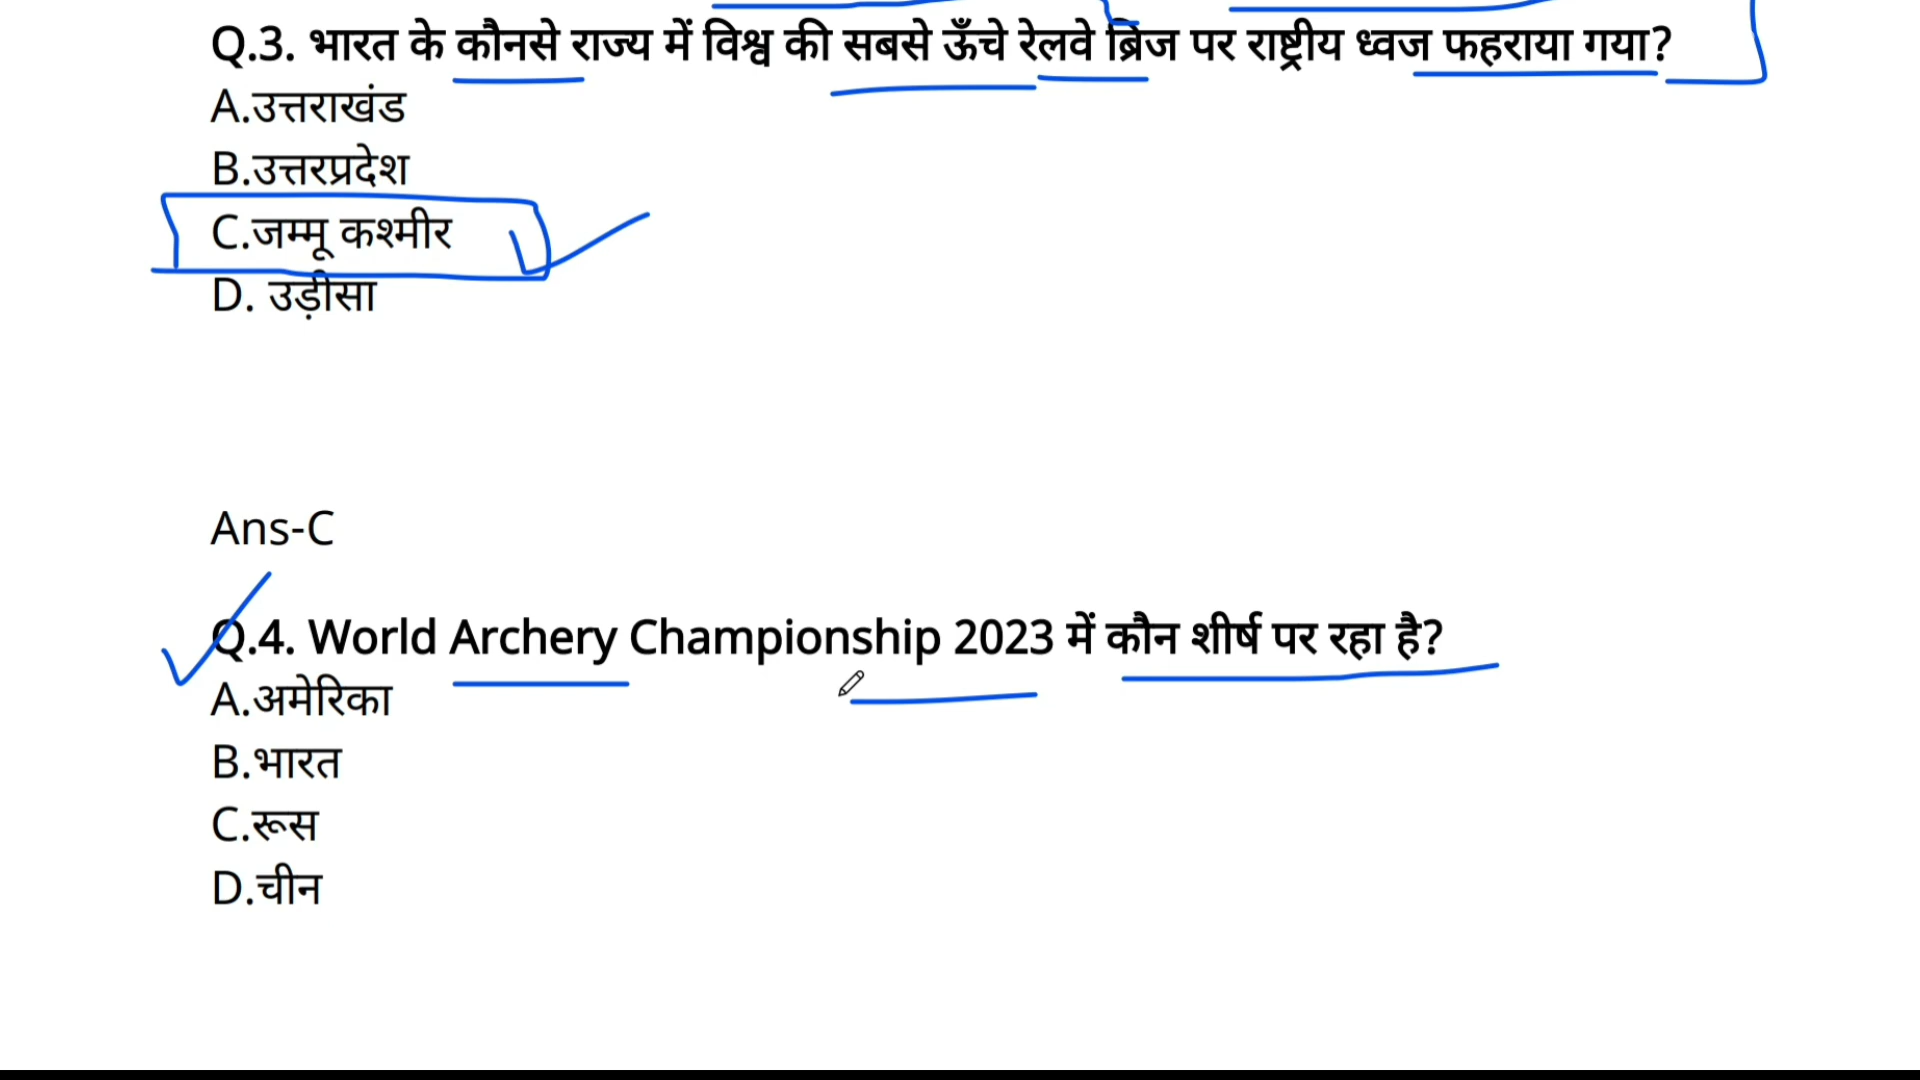 Q.3. भारत के कौनसे राज्य में विश्व की सबसे ऊँचे रेलवे ब्रिज पर राष्ट्रीय ध्वज फहराया गया?
A.उत्तराखंड
B.उत्तरप्रदेश
C.जम्मू कश्मीर
D. उड़ीसा
Ans-C
Q.4. World Archery Championship 2023 में कौन शीर्ष पर रहा है?
A.अमेरिका
B.भारत
C.रूस
D.चीन